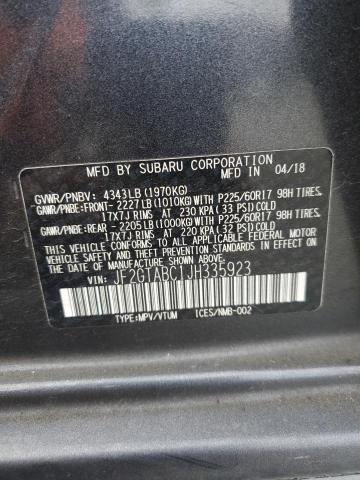 MFD. BY SUBARU CORPORATION
MFD. IN 04/18
GVWR/PNBV: 4343LB(1970KG)
GAWR/PNBE:FRONT-2227LB(1010KG)WITH P225/60R17 98H TIRES,
17X7J RIMS AT 230 KPA(33 PSI)COLD
GAWR/PNBE:REAR-2205LB(1000KG)WITH P225/60R17 98H TIRES,
17X7J RIMS AT 220 KPA(32 PSI)COLD
THIS VEHICLE CONFORMS TO ALL APPLICABLE FEDERAL MOTOR
VEHICLE SAFETY STANDARDS IN EFFECT ON THE DATE OF
MANUFACTURE SHOWN ABOVE.
VIN: JF2GTABC1JH335923
TYPE:MPV/VTUM ICES/NMB-002